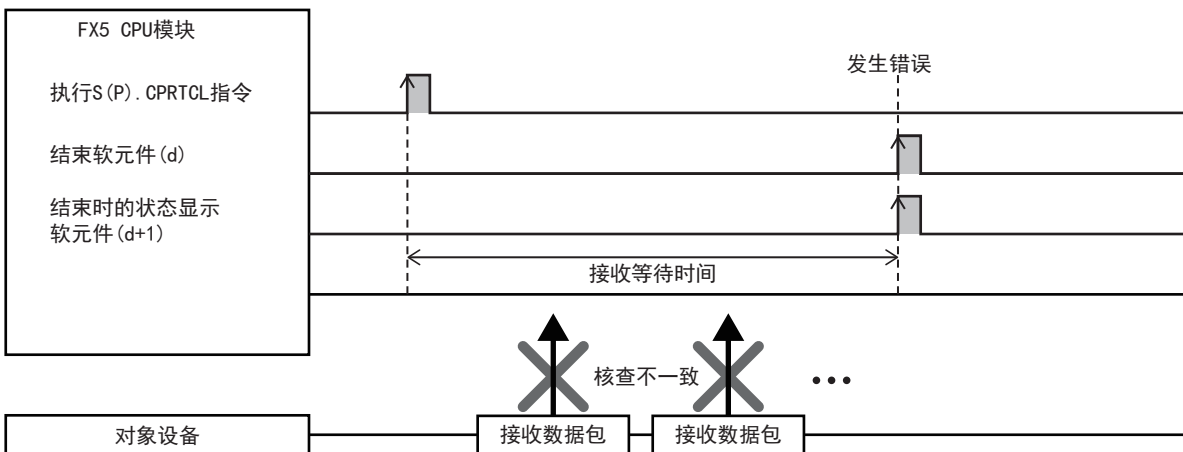 FX5 CPU模块
发生错误
执行S(P).CPRTCL指令
结束软元件(d)
结束时的状态显示
软元件(d+1)
接收等待时间
核查不一致
•••
对象设备
接收数据包
接收数据包